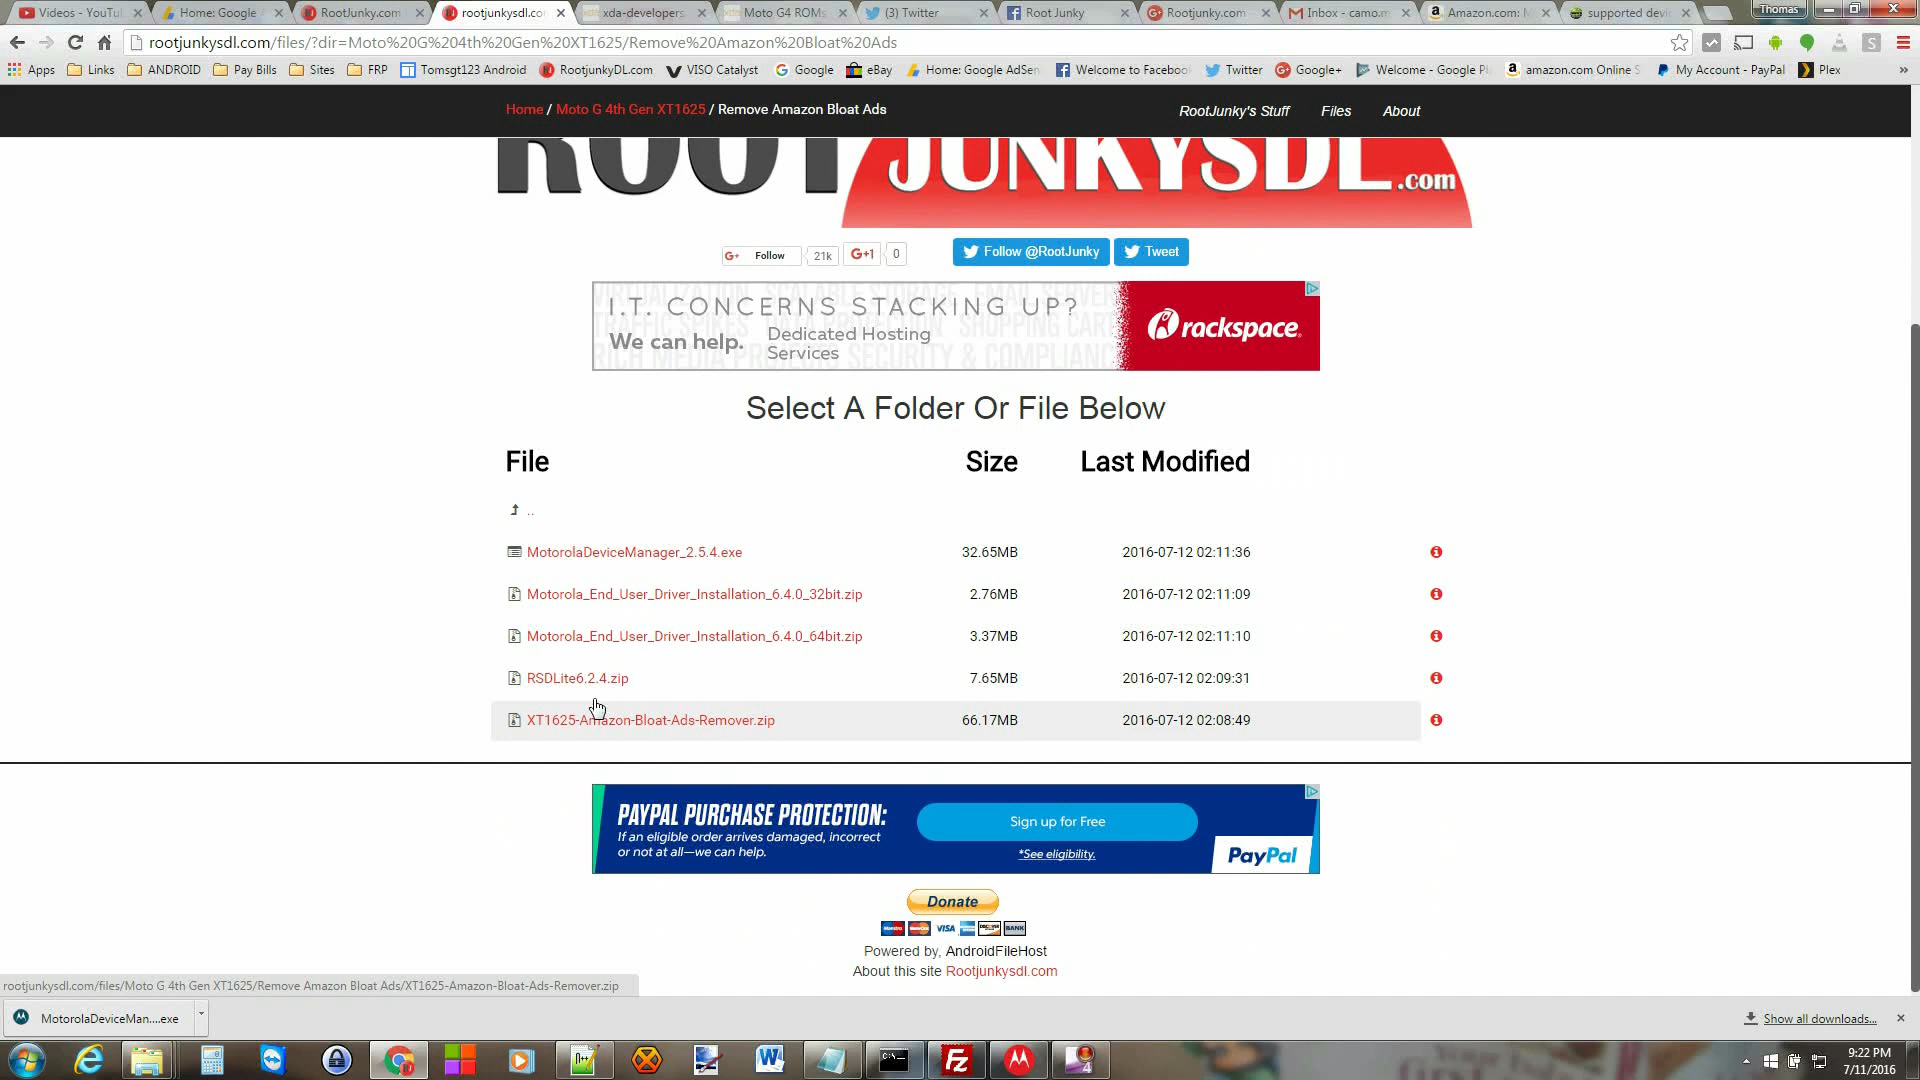 Videos - YouTu
Home: Google A
RootJunky.com
rootjunkysdl.co
xda-developers
Moto G4 ROMs
(3) Twitter
Root Junky
Rootjunky.com
Inbox - camo.m
Amazon.com: M
supported devi
Thomas
rootjunkysdl.com/files/?dir=Moto%20G%204th%20Gen%20XT1625/Remove%20Amazon%20Bloat%20Ads
Apps Links ANDROID Pay Bills Sites FRP Tomsgt123 Android RootjunkyDL.com VISO Catalyst Google eBay Home: Google AdSen Welcome to Faceboo Twitter Google+ Welcome - Google Pl amazon.com Online S My Account - PayPal Plex »
Home / Moto G 4th Gen XT1625 / Remove Amazon Bloat Ads
RootJunky's Stuff Files About
ROOT JUNKYSDL.com
G+ Follow 21k G+1 0 Follow @RootJunky Tweet
I.T. CONCERNS STACKING UP?
We can help. Dedicated Hosting Services
rackspace.
Select A Folder Or File Below
File Size Last Modified
..
MotorolaDeviceManager_2.5.4.exe 32.65MB 2016-07-12 02:11:36
Motorola_End_User_Driver_Installation_6.4.0_32bit.zip 2.76MB 2016-07-12 02:11:09
Motorola_End_User_Driver_Installation_6.4.0_64bit.zip 3.37MB 2016-07-12 02:11:10
RSDLite6.2.4.zip 7.65MB 2016-07-12 02:09:31
XT1625-Amazon-Bloat-Ads-Remover.zip 66.17MB 2016-07-12 02:08:49
PAYPAL PURCHASE PROTECTION:
If an eligible order arrives damaged, incorrect
or not at all—we can help.
Sign up for Free
*See eligibility.
PayPal
Donate
VISA BANK
Powered by, AndroidFileHost
About this site Rootjunkysdl.com
rootjunkysdl.com/files/Moto G 4th Gen XT1625/Remove Amazon Bloat Ads/XT1625-Amazon-Bloat-Ads-Remover.zip
MotorolaDeviceMan....exe
Show all downloads...
9:22 PM
7/11/2016